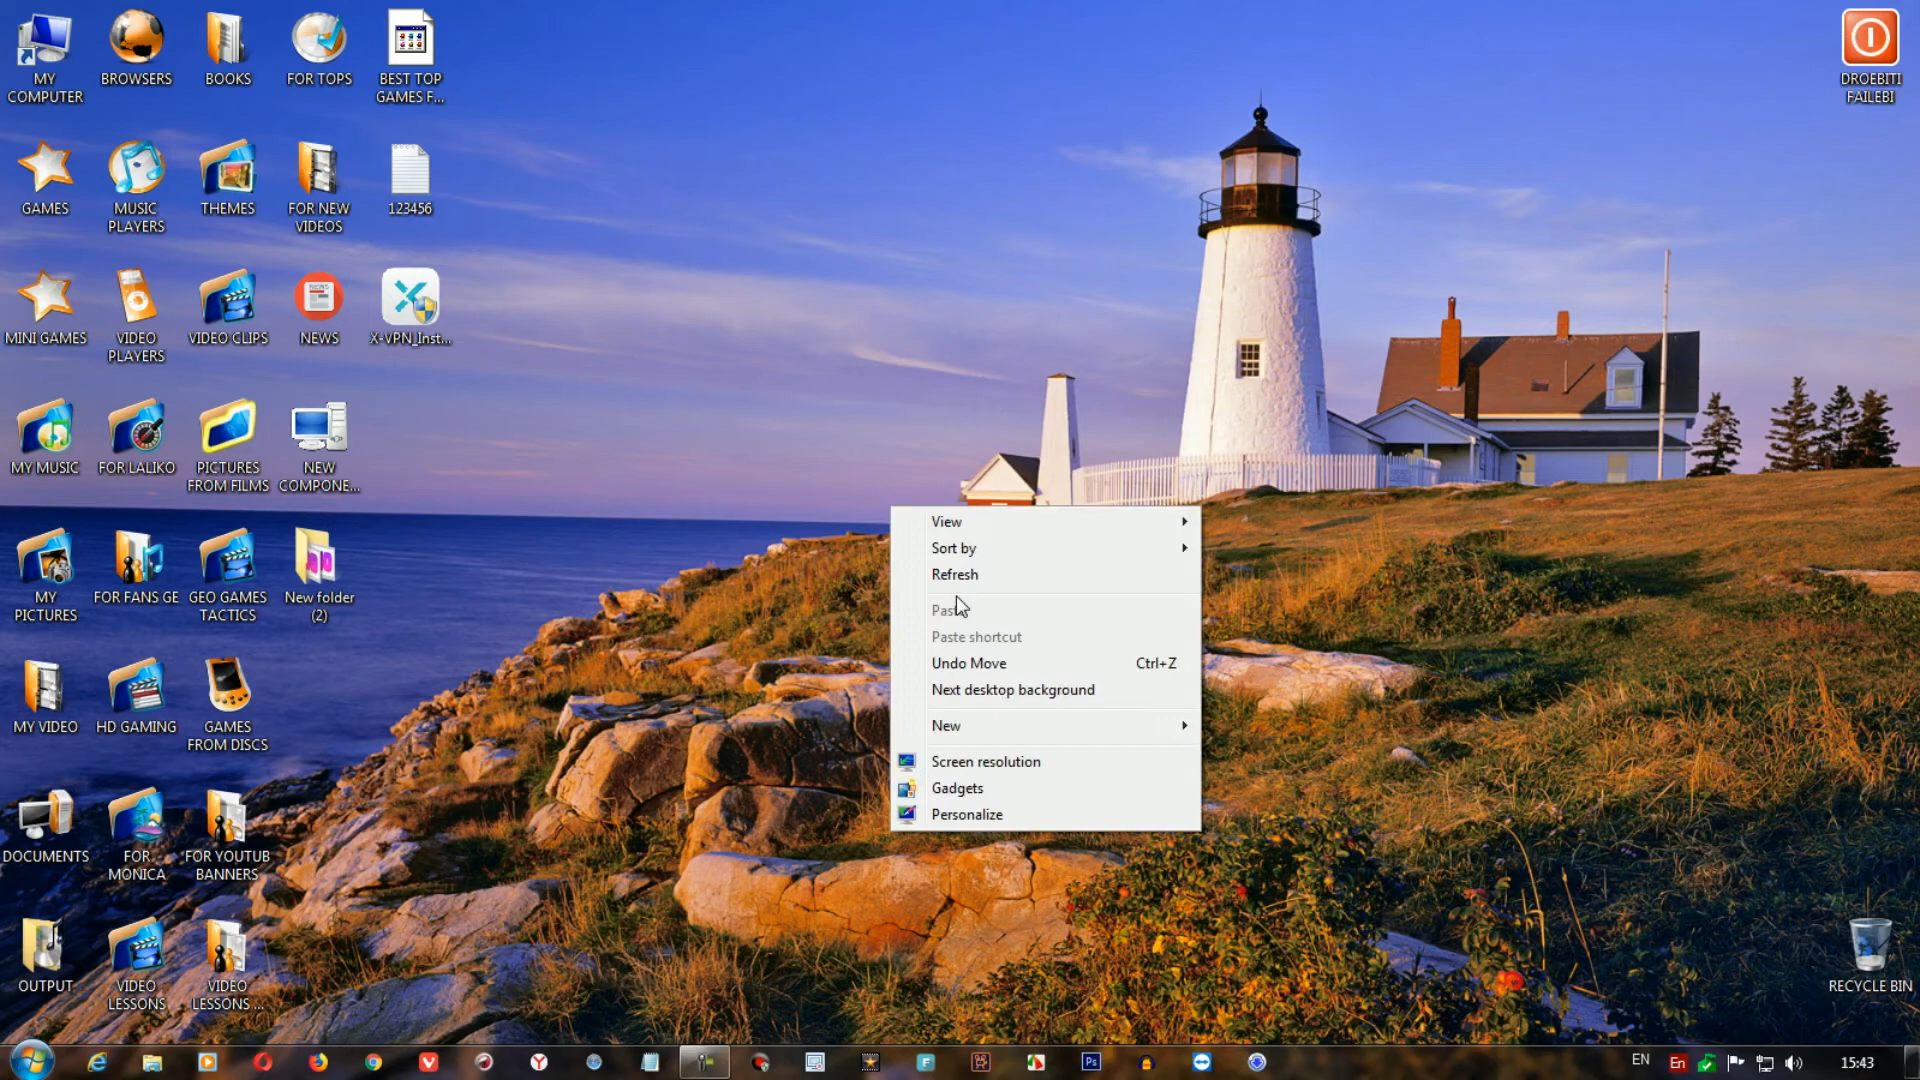 MY
COMPUTER
BROWSERS
BOOKS
FOR TOPS
BEST TOP
GAMES F...
DROEBITI
FAILEBI
GAMES
MUSIC
PLAYERS
THEMES
FOR NEW
VIDEOS
123456
MINI GAMES
VIDEO
PLAYERS
VIDEO CLIPS
NEWS
NEWS
X-VPN_Inst...
MY MUSIC
FOR LALIKO
PICTURES
FROM FILMS
NEW
COMPONE...
MY
PICTURES
FOR FANS GE
GEO GAMES
TACTICS
New folder
(2)
MY VIDEO
HD GAMING
GAMES
FROM DISCS
DOCUMENTS
FOR
MONICA
FOR YOUTUB
BANNERS
OUTPUT
VIDEO
LESSONS
VIDEO
LESSONS ...
RECYCLE BIN
View
Sort by
Refresh
Paste
Paste shortcut
Undo Move Ctrl+Z
Next desktop background
New
Screen resolution
Gadgets
Personalize
Ps
EN
En
15:43